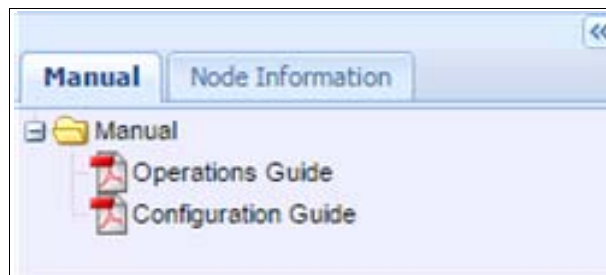 Manual Node Information
Manual
Operations Guide
Configuration Guide